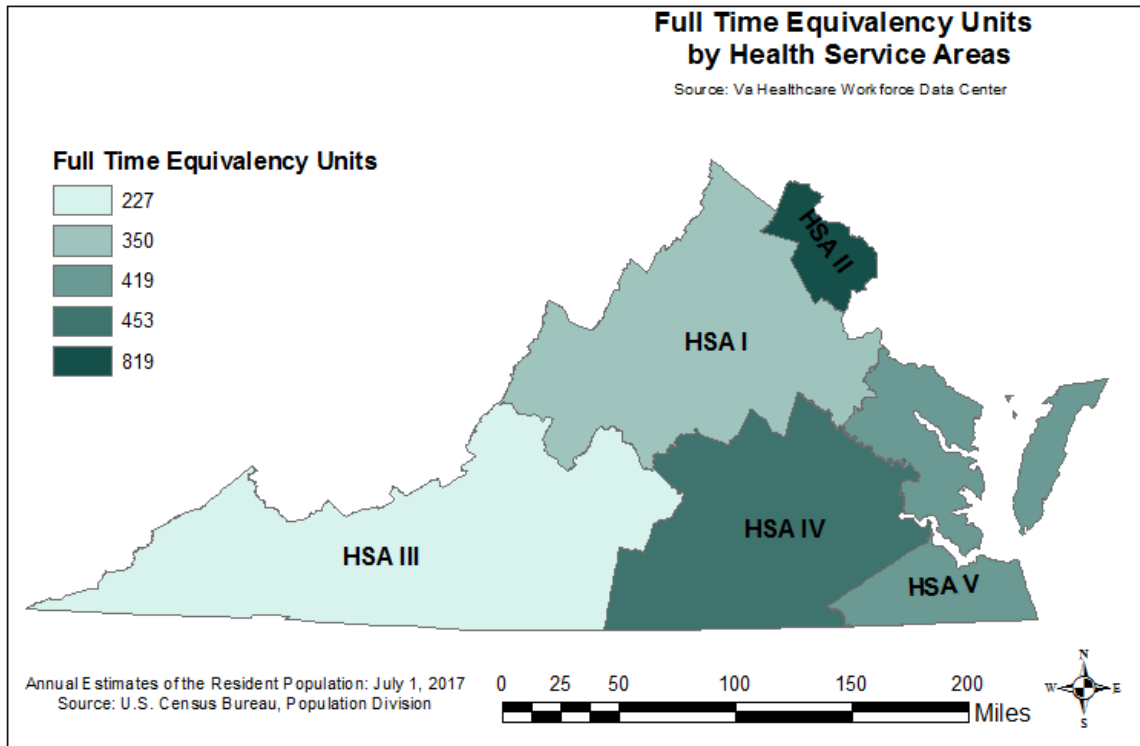 Full Time Equivalency Units
by Health Service Areas
Source: Va Healthcare Workforce Data Center
Full Time Equivalency Units
227
350
419
453
819
HSA II
HSA I
HSA III
HSA IV
HSA V
Annual Estimates of the Resident Population: July 1, 2017
Source: U.S. Census Bureau, Population Division
0 25 50 100 150 200
Miles
N
W E
S